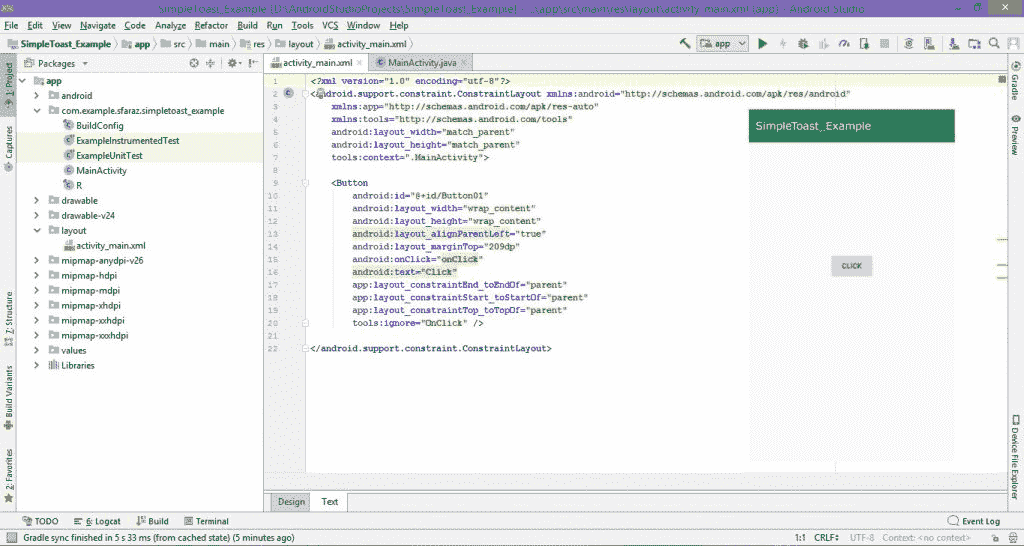 SimpleToast_Example [D:\AndroidStudioProjects\SimpleToast_Example] - ...\app\src\main\res\layout\activity_main.xml [app] - Android Studio
File Edit View Navigate Code Analyze Refactor Build Run Tools VCS Window Help
SimpleToast_Example app src main res layout activity_main.xml app
Packages
activity_main.xml MainActivity.java
1: Project
Captures
7: Structure
Build Variants
2: Favorites
app
android
com.example.sfaraz.simpletoast_example
BuildConfig
ExampleInstrumentedTest
ExampleUnitTest
MainActivity
R
drawable
drawable-v24
layout
activity_main.xml
mipmap-anydpi-v26
mipmap-hdpi
mipmap-mdpi
mipmap-xhdpi
mipmap-xxhdpi
mipmap-xxxhdpi
values
Libraries
1 <?xml version="1.0" encoding="utf-8"?>
2 <android.support.constraint.ConstraintLayout xmlns:android="http://schemas.android.com/apk/res/android"
3 xmlns:app="http://schemas.android.com/apk/res-auto"
4 xmlns:tools="http://schemas.android.com/tools"
5 android:layout_width="match_parent"
6 android:layout_height="match_parent"
7 tools:context=".MainActivity">
8
9 <Button
10 android:id="@+id/Button01"
11 android:layout_width="wrap_content"
12 android:layout_height="wrap_content"
13 android:layout_alignParentLeft="true"
14 android:layout_marginTop="209dp"
15 android:onClick="onClick"
16 android:text="Click"
17 app:layout_constraintEnd_toEndOf="parent"
18 app:layout_constraintStart_toStartOf="parent"
19 app:layout_constraintTop_toTopOf="parent"
20 tools:ignore="OnClick" />
21
22 </android.support.constraint.ConstraintLayout>
SimpleToast_Example
CLICK
Gradle
Preview
Device File Explorer
Design Text
TODO 6: Logcat Build Terminal Event Log
Gradle sync finished in 5 s 33 ms (from cached state) (5 minutes ago) 1:1 CRLF UTF-8 Context: <no context>